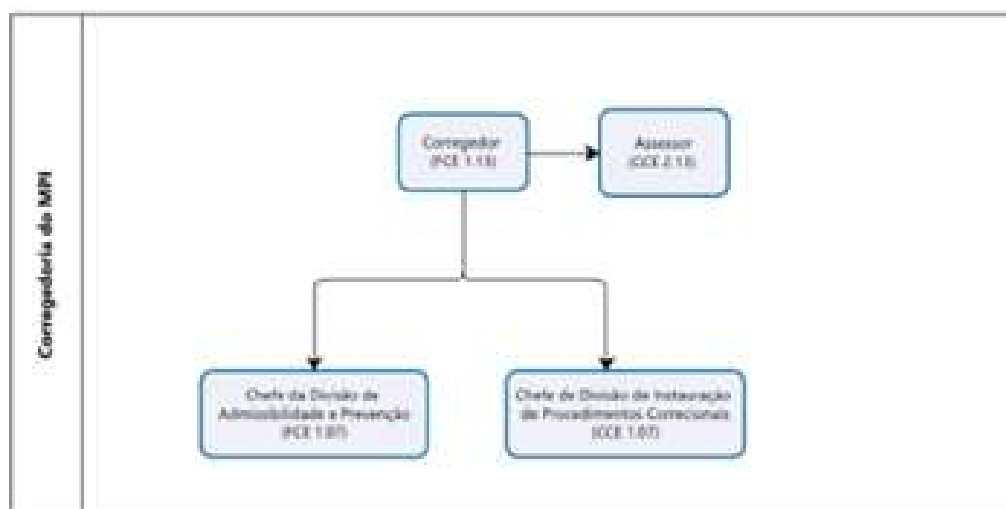 Corregedoria do MPI
Corregedor
(FCE 1.13)
Assessor
(CCE 2.13)
Chefe da Divisão de
Admissibilidade e Prevenção
(FCE 1.07)
Chefe de Divisão de Instauração
de Procedimentos Correcionais
(CCE 1.07)